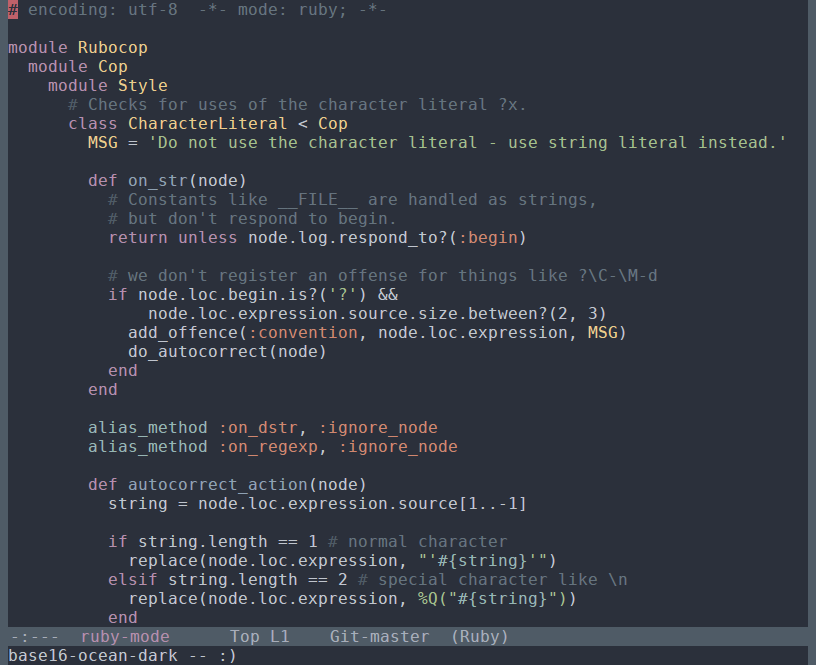 # encoding: utf-8  -*- mode: ruby; -*-

module Rubocop
  module Cop
    module Style
      # Checks for uses of the character literal ?x.
      class CharacterLiteral < Cop
        MSG = 'Do not use the character literal - use string literal instead.'

        def on_str(node)
          # Constants like __FILE__ are handled as strings,
          # but don't respond to begin.
          return unless node.log.respond_to?(:begin)

          # we don't register an offense for things like ?\C-\M-d
          if node.loc.begin.is?('?') &&
              node.loc.expression.source.size.between?(2, 3)
            add_offence(:convention, node.loc.expression, MSG)
            do_autocorrect(node)
          end
        end

        alias_method :on_dstr, :ignore_node
        alias_method :on_regexp, :ignore_node

        def autocorrect_action(node)
          string = node.loc.expression.source[1..-1]

          if string.length == 1 # normal character
            replace(node.loc.expression, "'#{string}'")
          elsif string.length == 2 # special character like \n
            replace(node.loc.expression, %Q("#{string}"))
          end
-:---  ruby-mode      Top L1    Git-master  (Ruby)
base16-ocean-dark -- :)